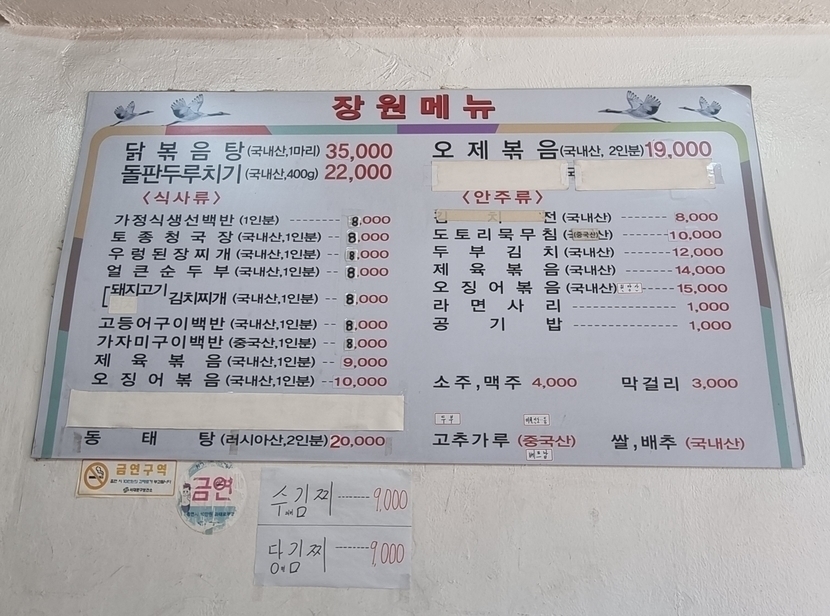 장원메뉴
닭볶음탕 (국내산,1마리) 35,000
돌판두루치기 (국내산,400g) 22,000
<식사류>
가정식생선백반 (1인분) -------- 8,000
토종청국장 (국내산,1인분) -- 8,000
우렁된장찌개 (국내산,1인분) -- 8,000
얼큰순두부 (국내산,1인분) -- 8,000
돼지고기
김치찌개 (국내산,1인분) -- 8,000
고등어구이백반 (국내산,1인분) -- 8,000
가자미구이백반 (중국산,1인분) -- 8,000
제육볶음 (국내산,1인분) -- 9,000
오징어볶음 (국내산,1인분) -- 10,000
동태탕 (러시아산,2인분) 20,000
오제볶음 (국내산, 2인분) 19,000
<안주류>
전 (국내산) ------- 8,000
도토리묵무침 (중국산) -------- 10,000
두부김치 (국내산) ------- 12,000
제육볶음 (국내산) ------- 14,000
오징어볶음 (국내산) ---- 15,000
라면사리 ------------- 1,000
공기밥 ------------- 1,000
소주,맥주 4,000 막걸리 3,000
고추가루 (중국산) 쌀,배추 (국내산)
금연구역
금연
수제김찌 ------ 9,000
당김찌 ------- 9,000